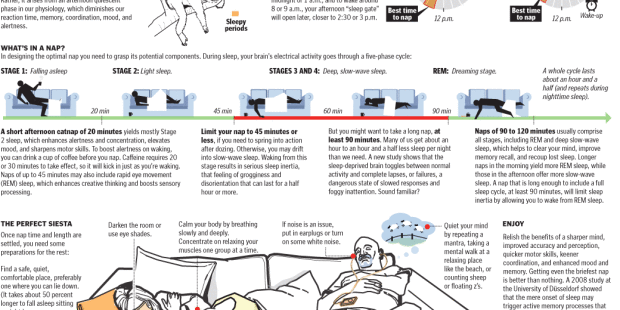 phase in our physiology, which diminishes our
reaction time, memory, coordination, mood, and
alertness.
Sleepy
periods
8 or 9 a.m., your afternoon "sleep gate"
will open later, closer to 2:30 or 3 p.m.
Best time
to nap
12 p.m.
Best time
to nap
12 p.m.
Wake-up
WHAT'S IN A NAP?
In designing the optimal nap you need to grasp its potential components. During sleep, your brain's electrical activity goes through a five-phase cycle:
STAGE 1: Falling asleep
STAGE 2: Light sleep.
STAGES 3 AND 4: Deep, slow-wave sleep.
REM: Dreaming stage.
A whole cycle lasts
about an hour and a
half (and repeats during
nighttime sleep).
20 min
45 min
60 min
90 min
A short afternoon catnap of 20 minutes yields mostly Stage
2 sleep, which enhances alertness and concentration, elevates
mood, and sharpens motor skills. To boost alertness on waking,
you can drink a cup of coffee before you nap. Caffeine requires 20
or 30 minutes to take effect, so it will kick in just as you're waking.
Naps of up to 45 minutes may also include rapid eye movement
(REM) sleep, which enhances creative thinking and boosts sensory
processing.
Limit your nap to 45 minutes or
less, if you need to spring into action
after dozing. Otherwise, you may drift
into slow-wave sleep. Waking from this
stage results in serious sleep inertia,
that feeling of grogginess and
disorientation that can last for a half
hour or more.
But you might want to take a long nap, at
least 90 minutes. Many of us get about an
hour to an hour and a half less sleep per night
than we need. A new study shows that the
sleep-deprived brain toggles between normal
activity and complete lapses, or failures, a
dangerous state of slowed responses and
foggy inattention. Sound familiar?
Naps of 90 to 120 minutes usually comprise
all stages, including REM and deep slow-wave
sleep, which helps to clear your mind, improve
memory recall, and recoup lost sleep. Longer
naps in the morning yield more REM sleep, while
those in the afternoon offer more slow-wave
sleep. A nap that is long enough to include a full
sleep cycle, at least 90 minutes, will limit sleep
inertia by allowing you to wake from REM sleep.
THE PERFECT SIESTA
Once nap time and length are
settled, you need some
preparations for the rest:
Find a safe, quiet,
comfortable place, preferably
one where you can lie down.
(It takes about 50 percent
longer to fall asleep sitting
Darken the room or
use eye shades.
Calm your body by breathing
slowly and deeply.
Concentrate on relaxing your
muscles one group at a time.
If noise is an issue,
put in earplugs or turn
on some white noise.
Quiet your mind
by repeating a
mantra, taking a
mental walk at a
relaxing place
like the beach, or
counting sheep
or floating z's.
ENJOY
Relish the benefits of a sharper mind,
improved accuracy and perception,
quicker motor skills, keener
coordination, and enhanced mood and
memory. Getting even the briefest nap
is better than nothing. A 2008 study at
the University of Düsseldorf showed
that the mere onset of sleep may
trigger active memory processes that